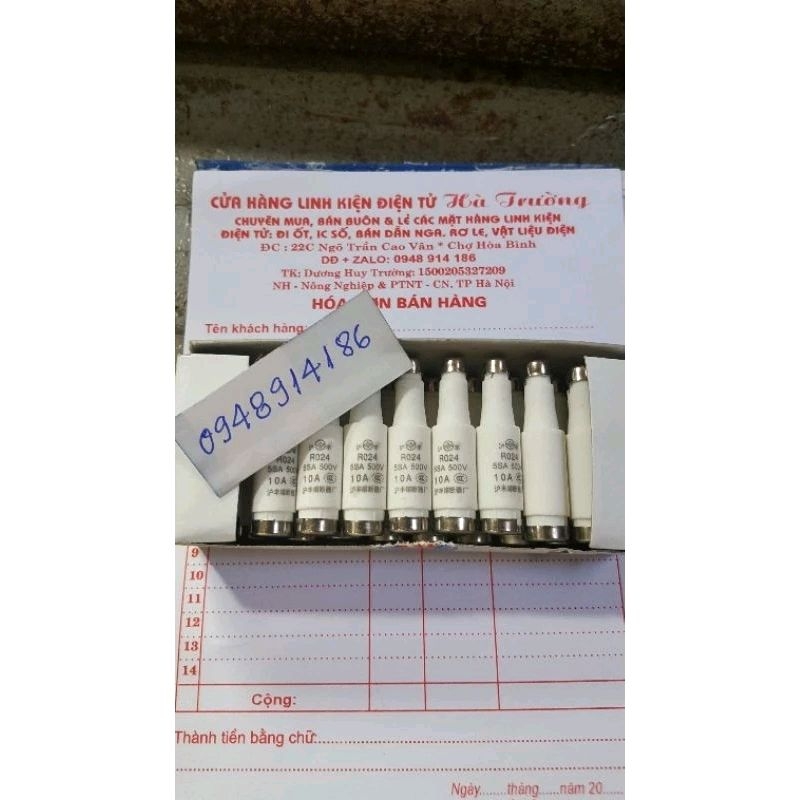 CỬA HÀNG LINH KIỆN ĐIỆN TỬ Hà Trường
CHUYÊN MUA, BÁN BUÔN & LẺ CÁC MẶT HÀNG LINH KIỆN
ĐIỆN TỬ: ĐI ỐT, IC SỐ, BÁN DẪN NGA. RƠ LE, VẬT LIỆU ĐIỆN
ĐC : 22C Ngõ Trần Cao Vân * Chợ Hòa Bình
DĐ + ZALO: 0948 914 186
TK: Dương Huy Trường: 1500205327209
NH - Nông Nghiệp & PTNT - CN. TP Hà Nội
HÓA BÁN HÀNG
Tên khách hàng:
0948914186
R024 R024 R024 R024
500V 500V 500V 500V
10A 10A 10A 10A
9
10
11
12
13
14
Cộng:
Thành tiền bằng chữ:
Ngày......tháng......năm 20......